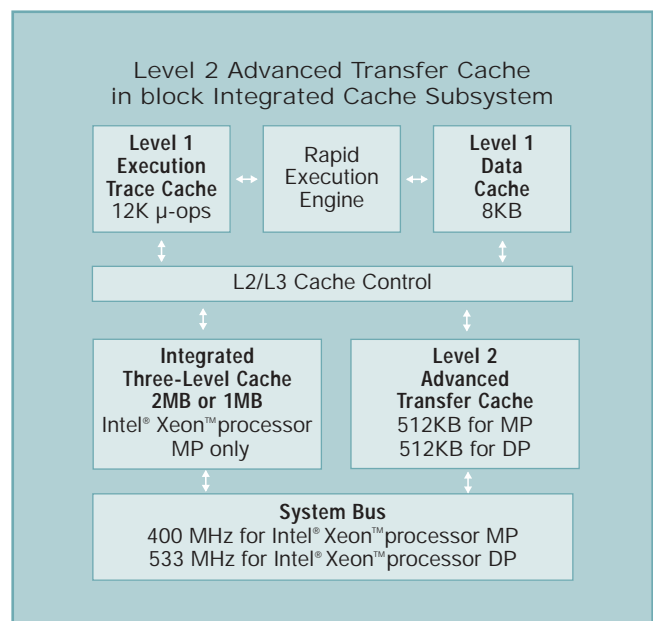 Level 2 Advanced Transfer Cache
in block Integrated Cache Subsystem
Level 1
Execution
Trace Cache
12K µ-ops
Rapid
Execution
Engine
Level 1
Data
Cache
8KB
L2/L3 Cache Control
Integrated
Three-Level Cache
2MB or 1MB
Intel® Xeon™ processor
MP only
Level 2
Advanced
Transfer Cache
512KB for MP
512KB for DP
System Bus
400 MHz for Intel® Xeon™ processor MP
533 MHz for Intel® Xeon™ processor DP